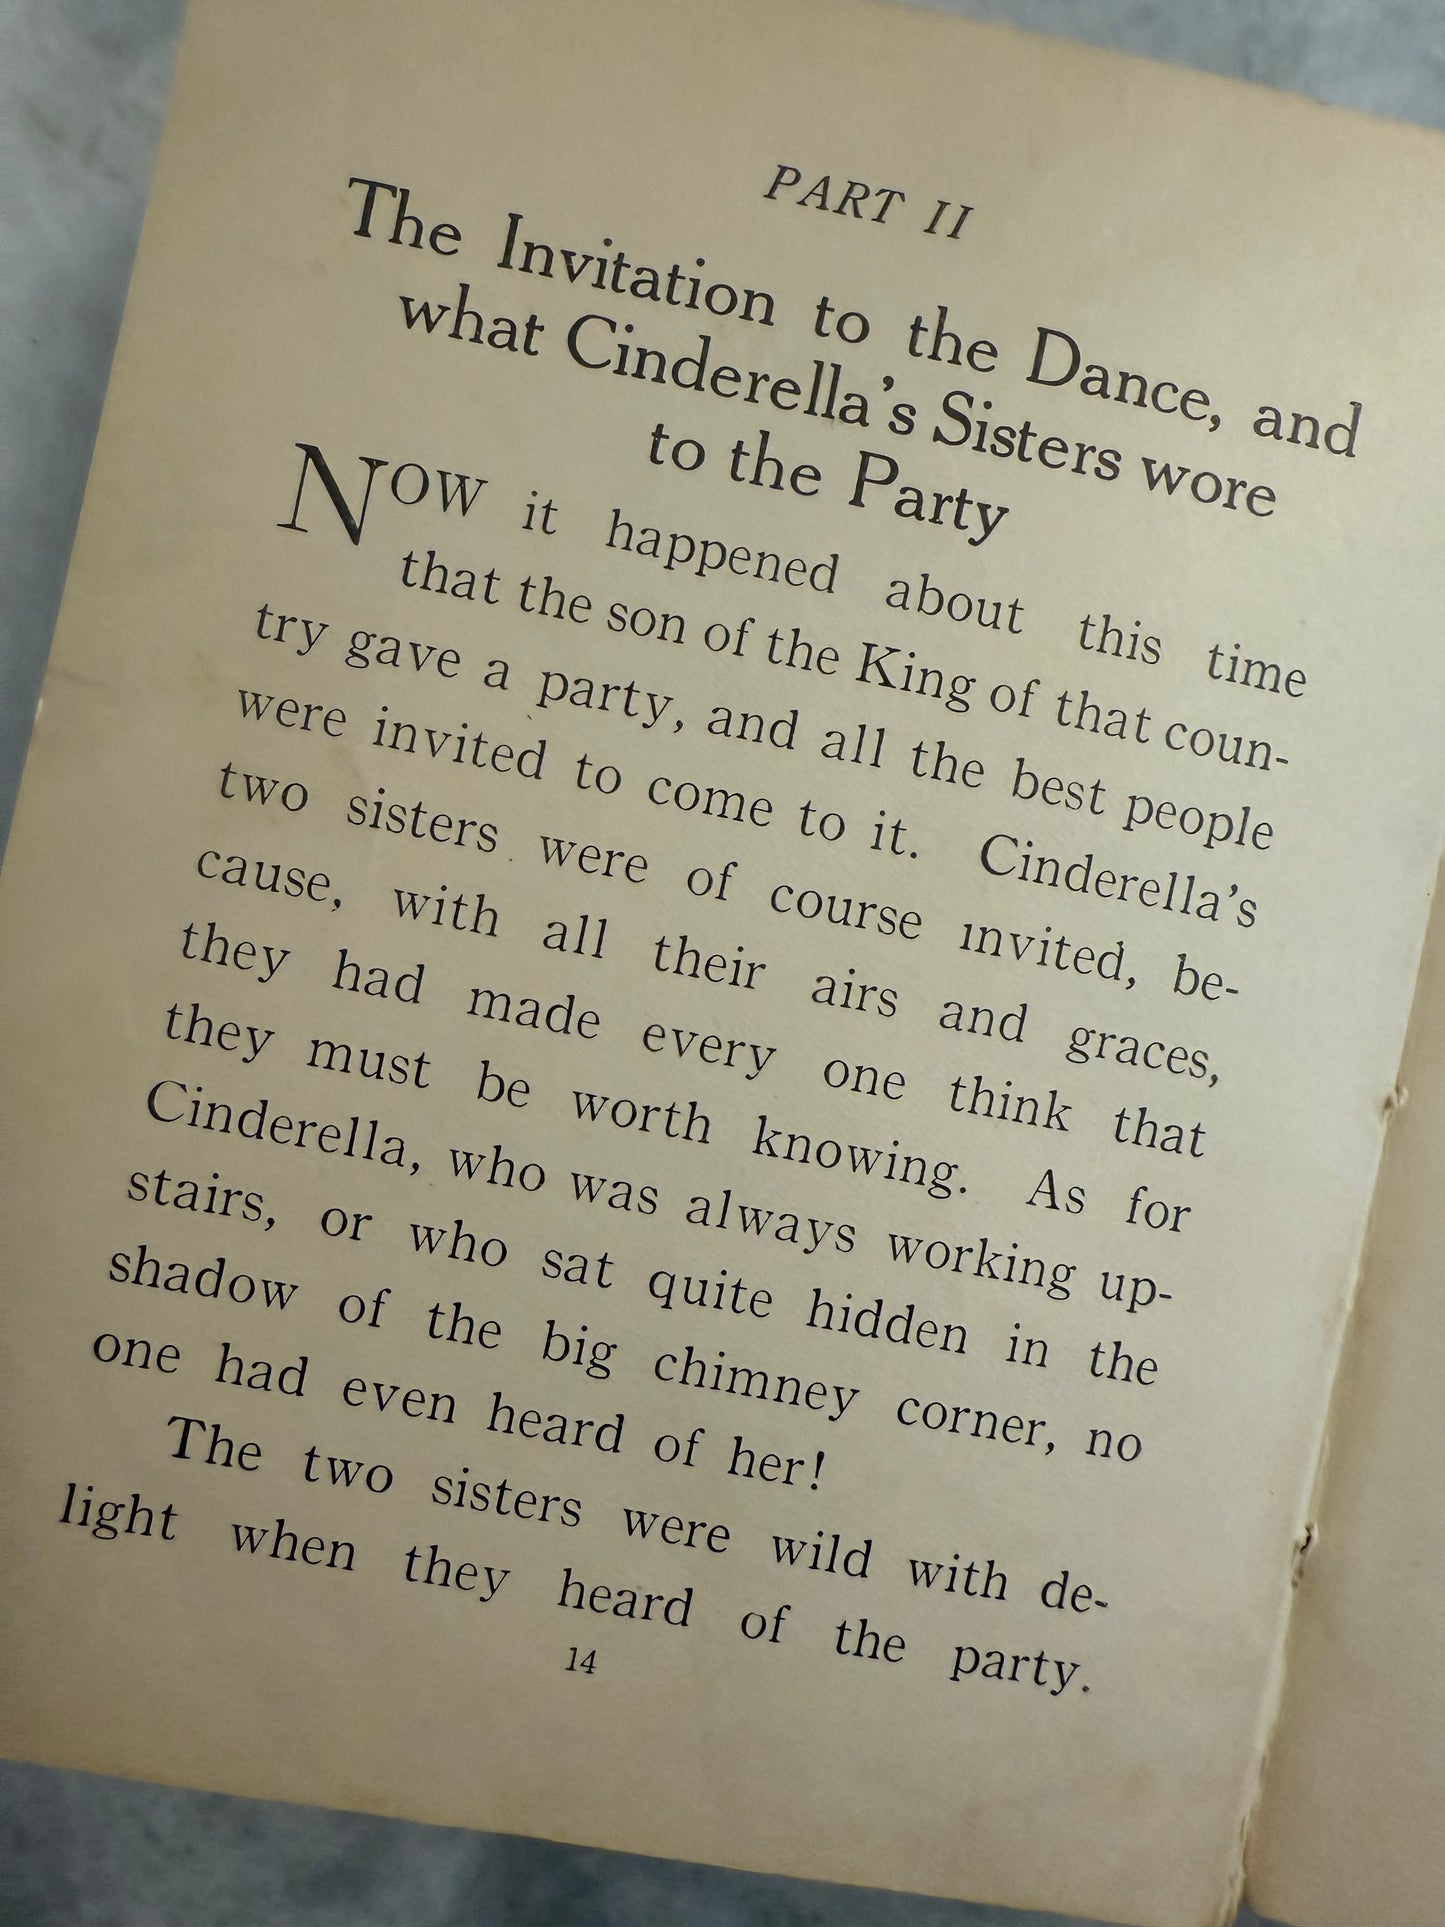 PART II
The Invitation to the Dance, and
what Cinderella's Sisters wore
to the Party
NOW it happened about this time
that the son of the King of that coun-
try gave a party, and all the best people
were invited to come to it. Cinderella's
two sisters were of course invited, be-
cause, with all their airs and graces,
they had made every one think that
they must be worth knowing. As for
Cinderella, who was always working up-
stairs, or who sat quite hidden in the
shadow of the big chimney corner, no
one had even heard of her!
The two sisters were wild with de-
light when they heard of the party.
14